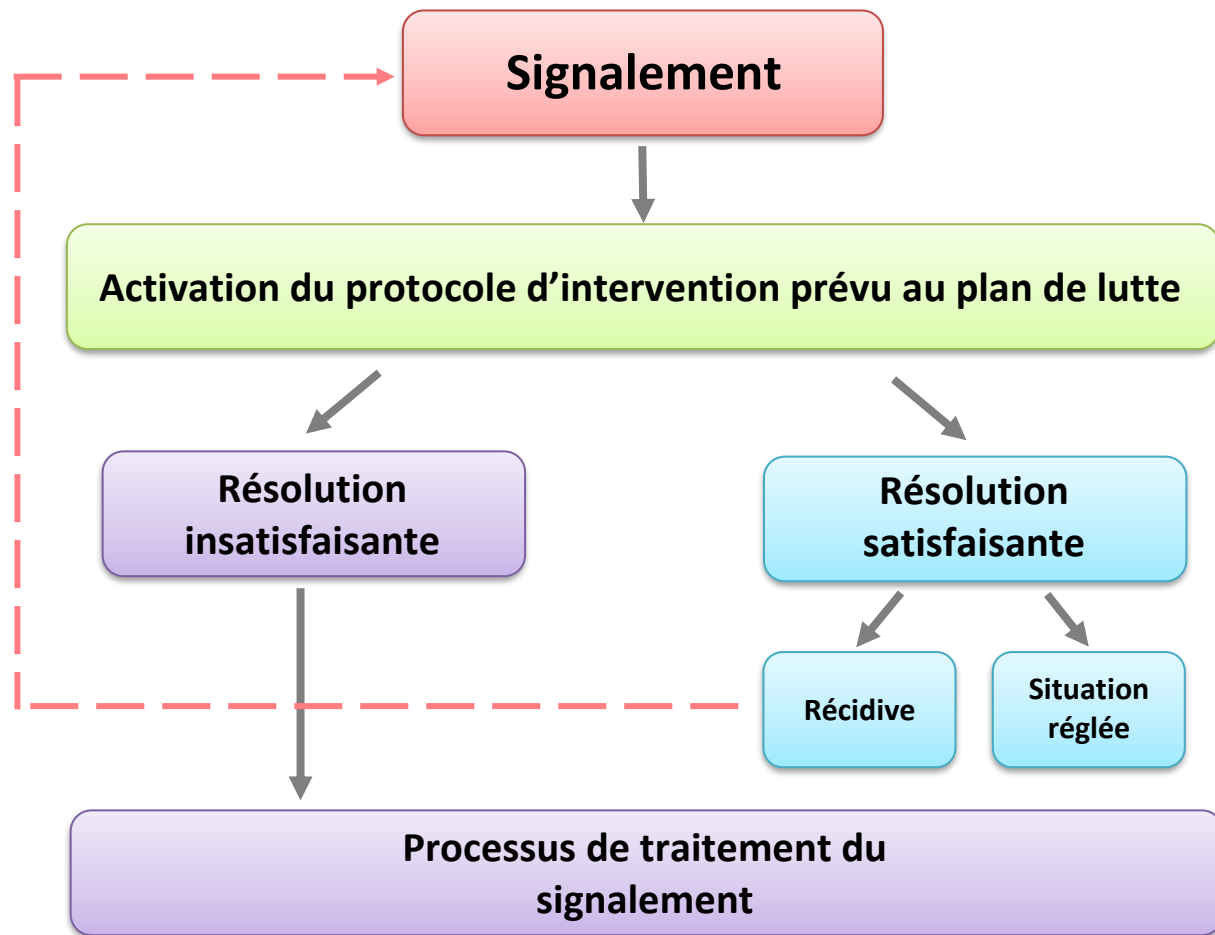 Signalement
Activation du protocole d’intervention prévu au plan de lutte
Résolution
insatisfaisante
Résolution
satisfaisante
Récidive
Situation
réglée
Processus de traitement du
signalement